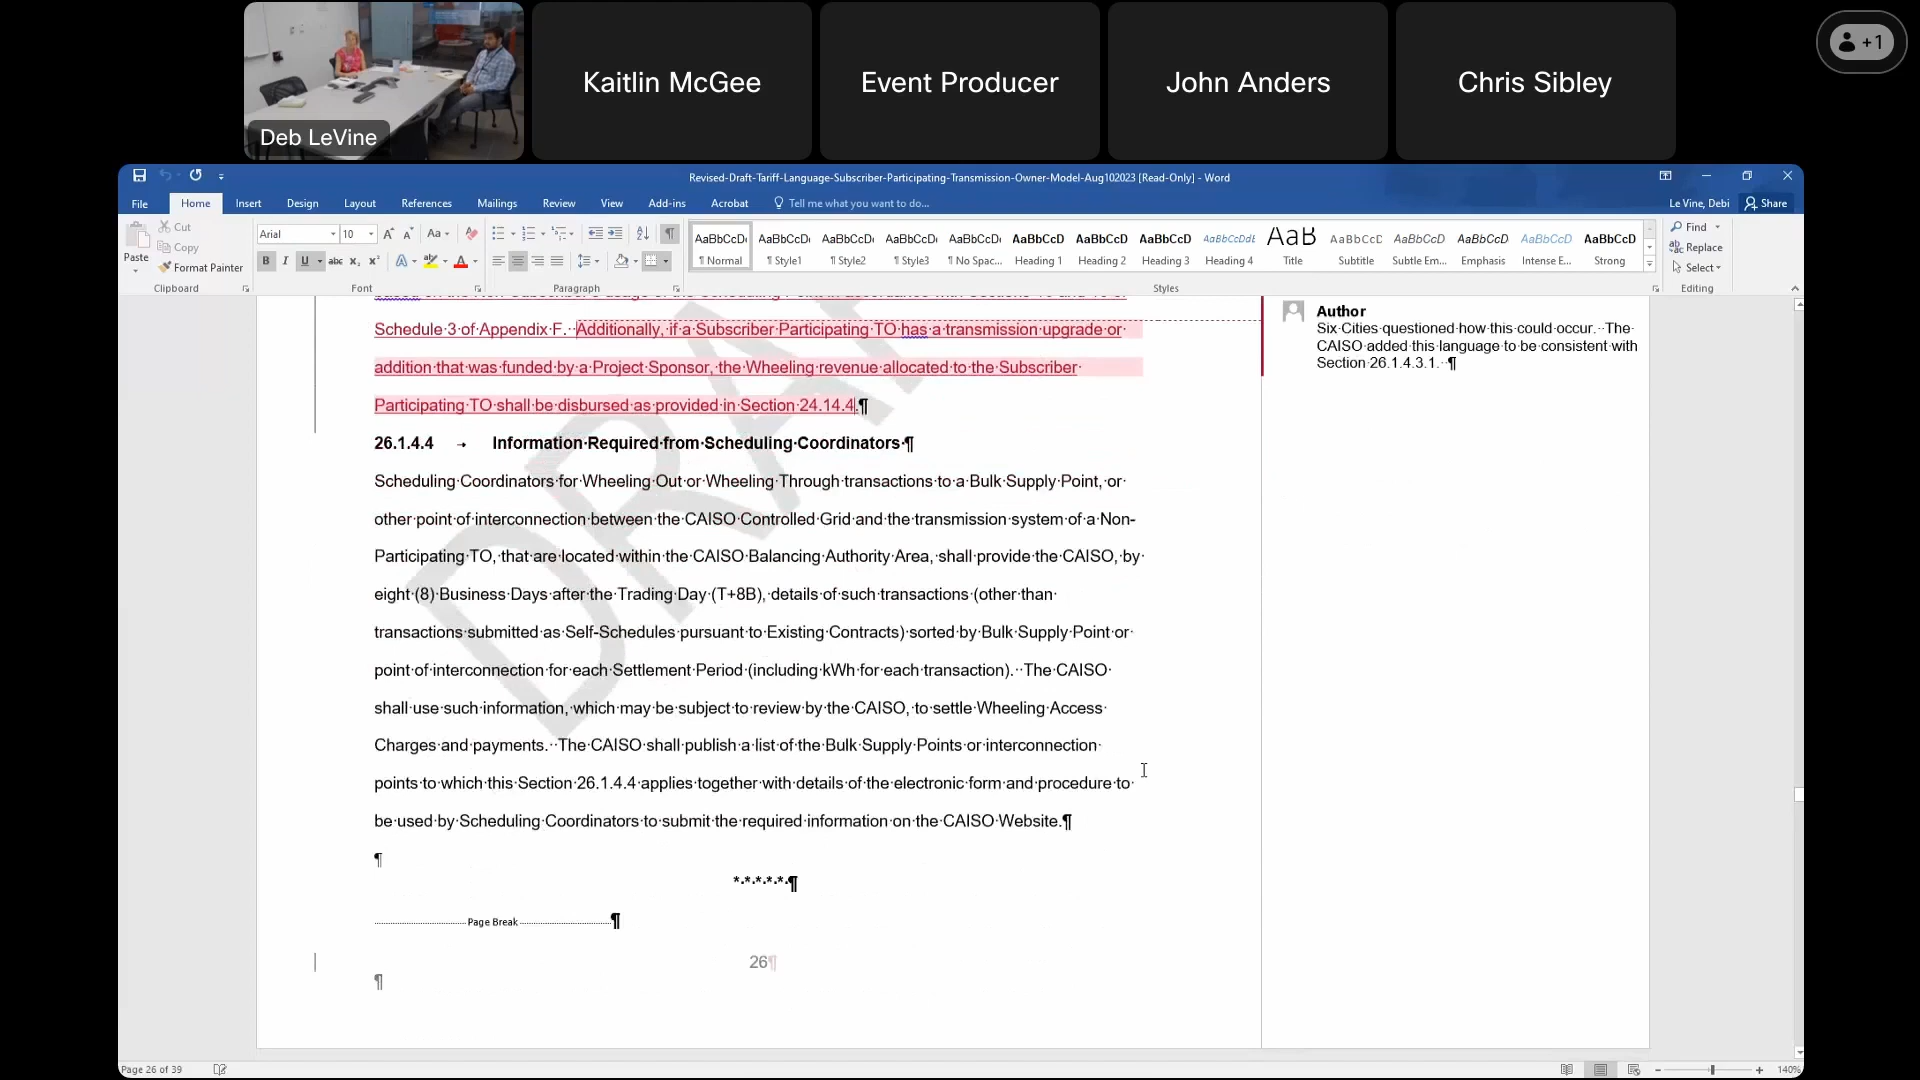 Deb LeVine
Kaitlin McGee
Event Producer
John Anders
Chris Sibley
+1
Revised-Draft-Tariff-Language-Subscriber-Participating-Transmission-Owner-Model-Aug102023 [Read-Only] - Word
File Home Insert Design Layout References Mailings Review View Add-ins Acrobat Tell me what you want to do... Le Vine, Debi Share
Paste Cut Copy Format Painter
Clipboard
Arial 10
Font
Paragraph
AaBbCcD ¶ Normal
AaBbCcD ¶ Style1
AaBbCcD ¶ Style2
AaBbCcD ¶ Style3
AaBbCcD ¶ No Spac...
AaBbCcD Heading 1
AaBbCcD Heading 2
AaBbCcD Heading 3
AaBbCcDdE Heading 4
AaB Title
AaBbCcC Subtitle
AaBbCcD Subtle Em...
AaBbCcD Emphasis
AaBbCcD Intense E...
AaBbCcD Strong
Styles
Find
Replace
Select
Editing
DRAFT
Schedule 3 of Appendix F. Additionally, if a Subscriber Participating TO has a transmission upgrade or
addition that was funded by a Project Sponsor, the Wheeling revenue allocated to the Subscriber
Participating TO shall be disbursed as provided in Section 24.14.4.¶
26.1.4.4 → Information Required from Scheduling Coordinators ¶
Scheduling Coordinators for Wheeling Out or Wheeling Through transactions to a Bulk Supply Point, or
other point of interconnection between the CAISO Controlled Grid and the transmission system of a Non-
Participating TO, that are located within the CAISO Balancing Authority Area, shall provide the CAISO, by
eight (8) Business Days after the Trading Day (T+8B), details of such transactions (other than
transactions submitted as Self-Schedules pursuant to Existing Contracts) sorted by Bulk Supply Point or
point of interconnection for each Settlement Period (including kWh for each transaction). The CAISO
shall use such information, which may be subject to review by the CAISO, to settle Wheeling Access
Charges and payments. The CAISO shall publish a list of the Bulk Supply Points or interconnection
points to which this Section 26.1.4.4 applies together with details of the electronic form and procedure to
be used by Scheduling Coordinators to submit the required information on the CAISO Website.¶
¶
* * * * * ¶
Page Break ¶
26¶
¶
Author
Six Cities questioned how this could occur. The
CAISO added this language to be consistent with
Section 26.1.4.3.1. ¶
Page 26 of 39
140%